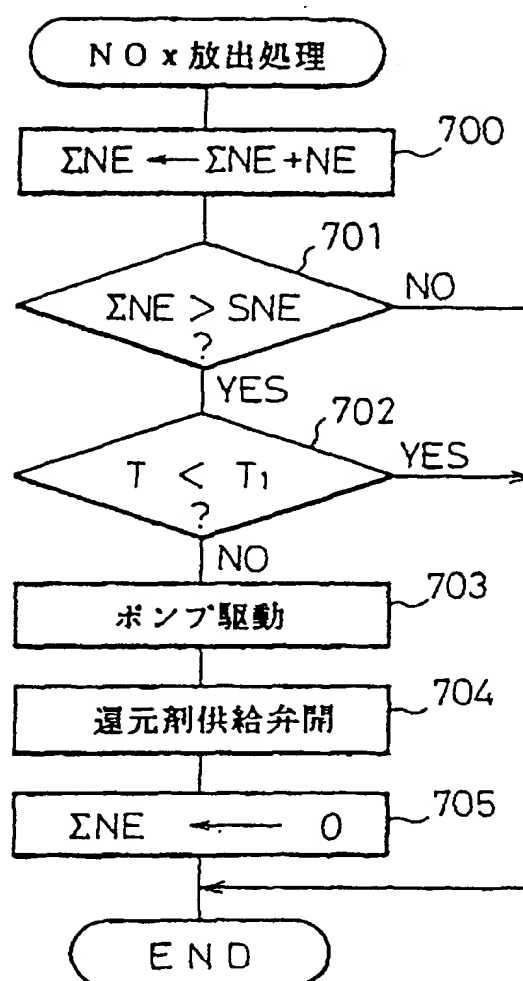 NOx放出処理
700
ΣNE ← ΣNE+NE
701
ΣNE > SNE
?
NO
YES
702
T < T1
?
YES
NO
703
ポンプ駆動
704
還元剤供給弁開
705
ΣNE ← 0
END